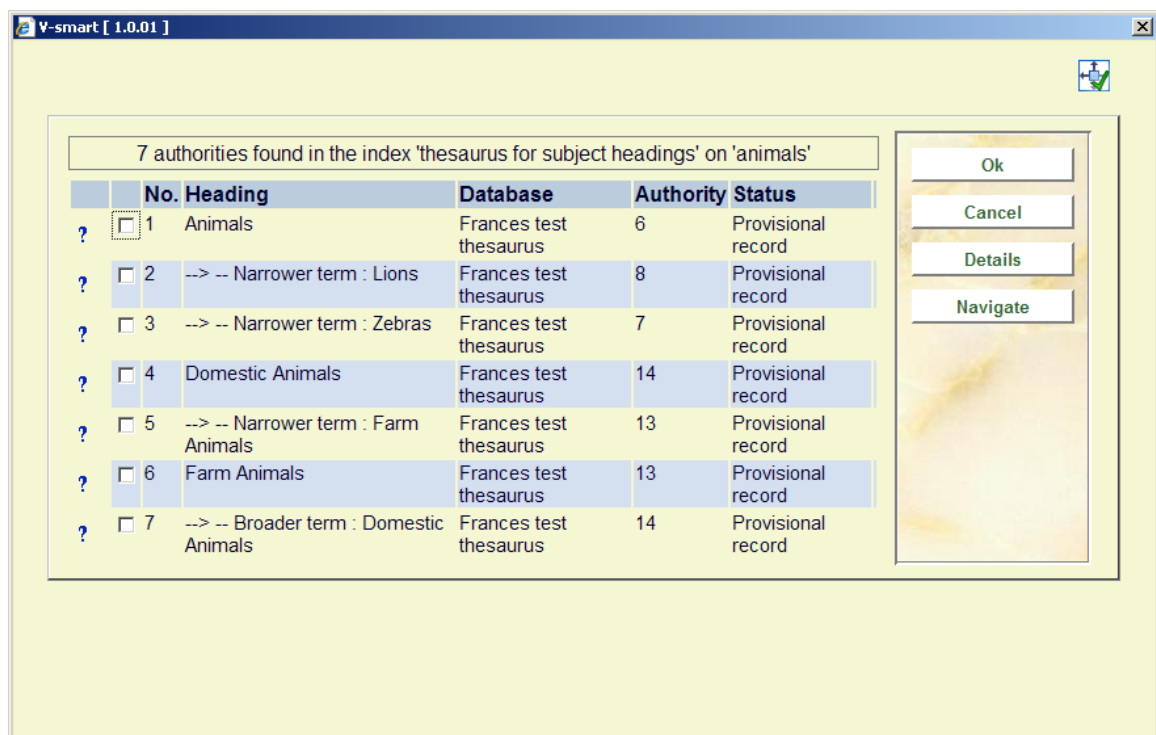 V-smart [ 1.0.01 ]
7 authorities found in the index 'thesaurus for subject headings' on 'animals'
No. Heading Database Authority Status
? 1 Animals Frances test thesaurus 6 Provisional record
? 2 --> -- Narrower term : Lions Frances test thesaurus 8 Provisional record
? 3 --> -- Narrower term : Zebras Frances test thesaurus 7 Provisional record
? 4 Domestic Animals Frances test thesaurus 14 Provisional record
? 5 --> -- Narrower term : Farm Animals Frances test thesaurus 13 Provisional record
? 6 Farm Animals Frances test thesaurus 13 Provisional record
? 7 --> -- Broader term : Domestic Animals Frances test thesaurus 14 Provisional record
Ok
Cancel
Details
Navigate